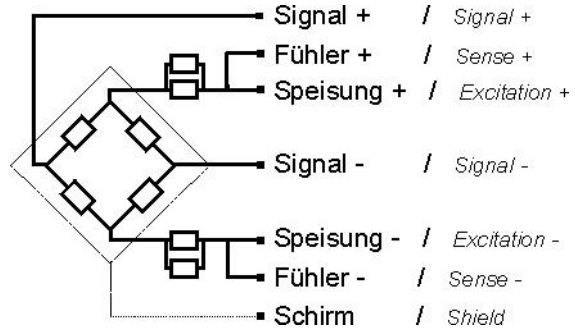 Signal + / Signal +
Fühler + / Sense +
Speisung + / Excitation +
Signal - / Signal -
Speisung - / Excitation -
Fühler - / Sense -
Schirm / Shield